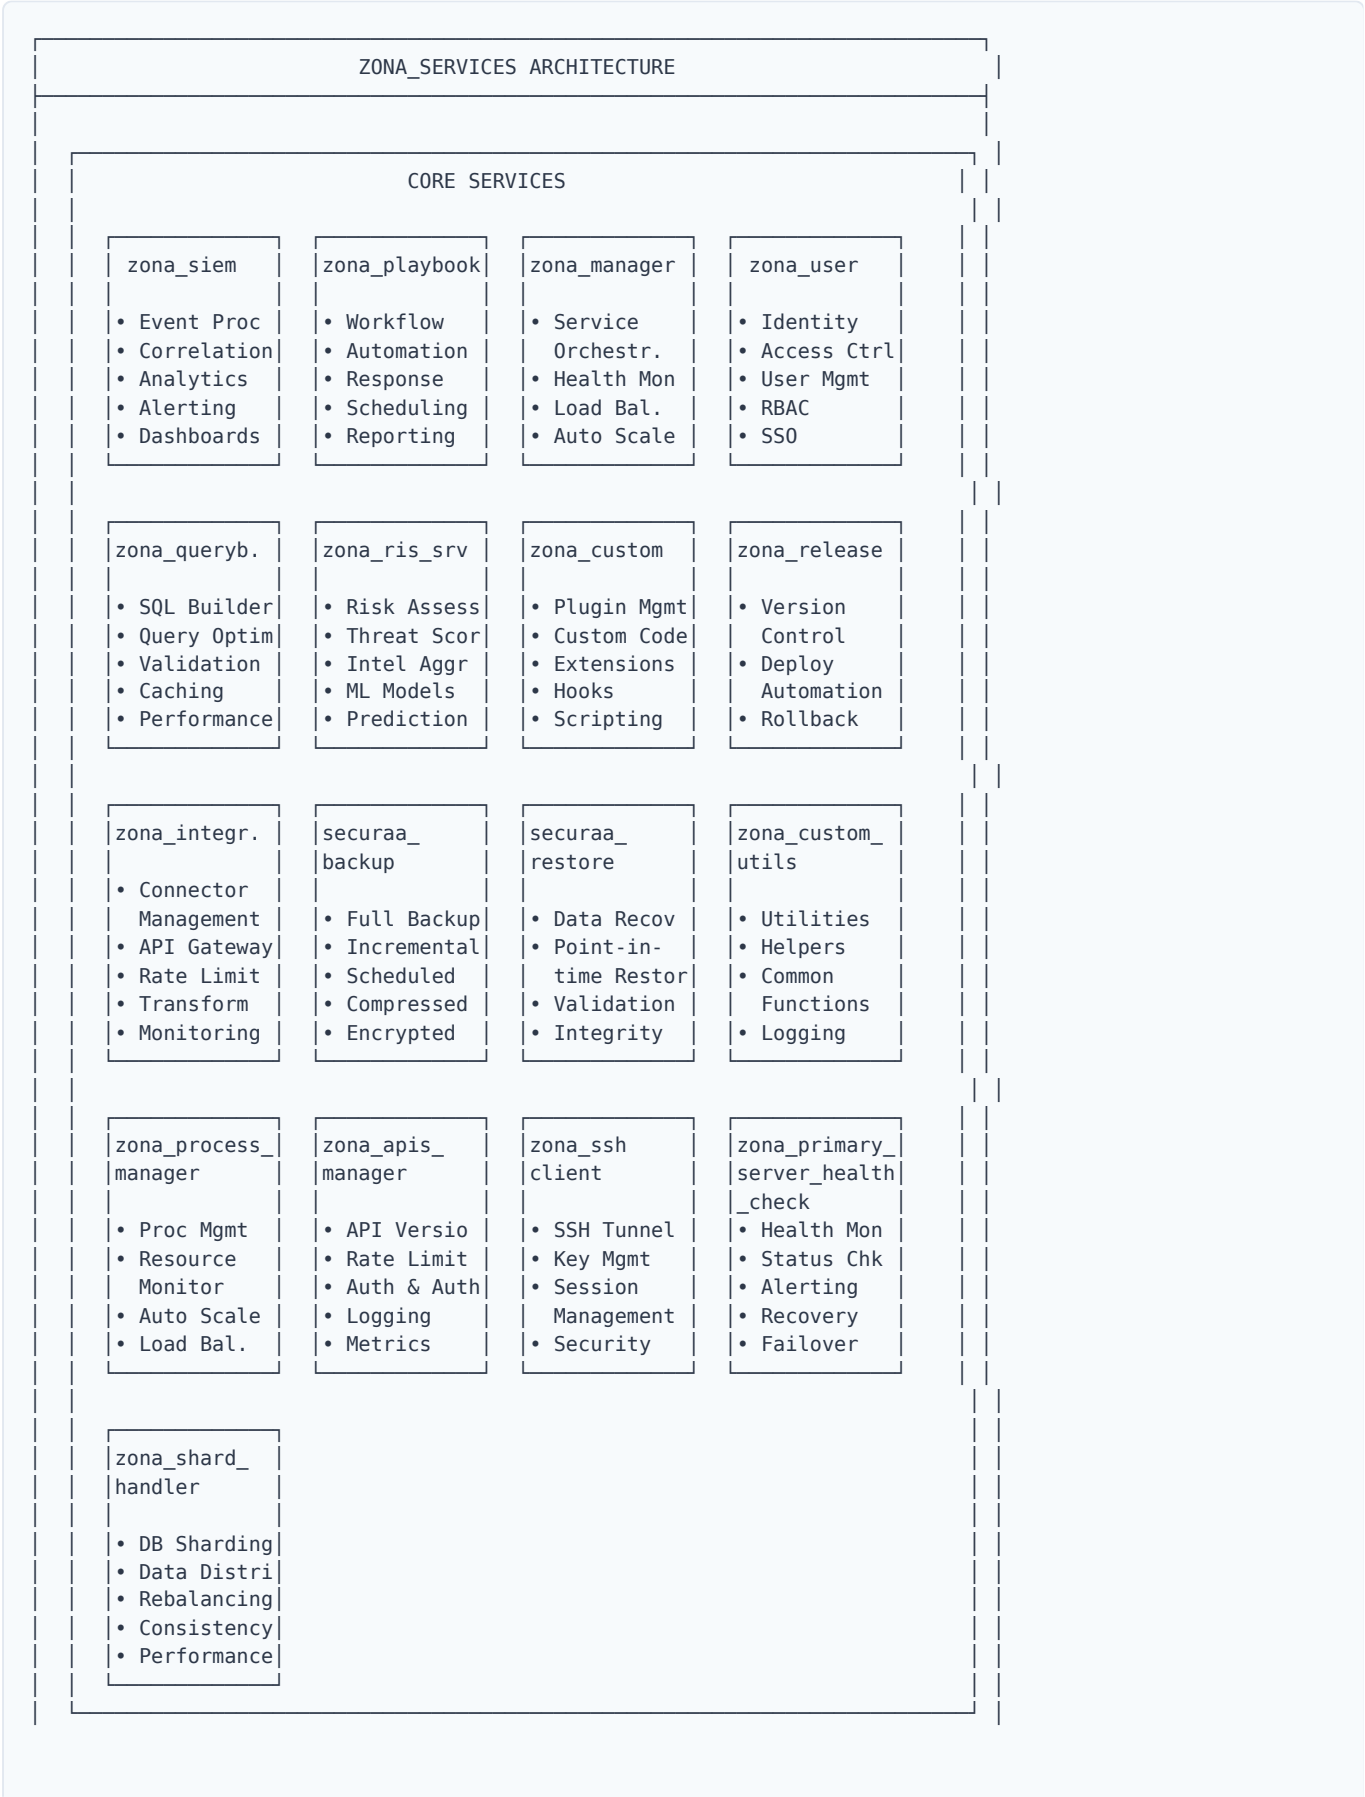 ZONA_SERVICES ARCHITECTURE
CORE SERVICES
zona_siem zona_playbook zona_manager zona_user
• Event Proc • Workflow • Service • Identity
• Correlation • Automation Orchestr. • Access Ctrl
• Analytics • Response • Health Mon • User Mgmt
• Alerting • Scheduling • Load Bal. • RBAC
• Dashboards • Reporting • Auto Scale • SSO
zona_queryb. zona_ris_srv zona_custom zona_release
• SQL Builder • Risk Assess • Plugin Mgmt • Version
• Query Optim • Threat Scor • Custom Code Control
• Validation • Intel Aggr • Extensions • Deploy
• Caching • ML Models • Hooks Automation
• Performance • Prediction • Scripting • Rollback
zona_integr. securaa_ securaa_ zona_custom_
backup restore utils
• Connector
Management • Full Backup • Data Recov • Utilities
• API Gateway • Incremental • Point-in- • Helpers
• Rate Limit • Scheduled time Restor • Common
• Transform • Compressed • Validation Functions
• Monitoring • Encrypted • Integrity • Logging
zona_process_ zona_apis_ zona_ssh zona_primary_
manager manager client server_health
_check
• Proc Mgmt • API Versio • SSH Tunnel • Health Mon
• Resource • Rate Limit • Key Mgmt • Status Chk
Monitor • Auth & Auth • Session • Alerting
• Auto Scale • Logging Management • Recovery
• Load Bal. • Metrics • Security • Failover
zona_shard_
handler
• DB Sharding
• Data Distri
• Rebalancing
• Consistency
• Performance